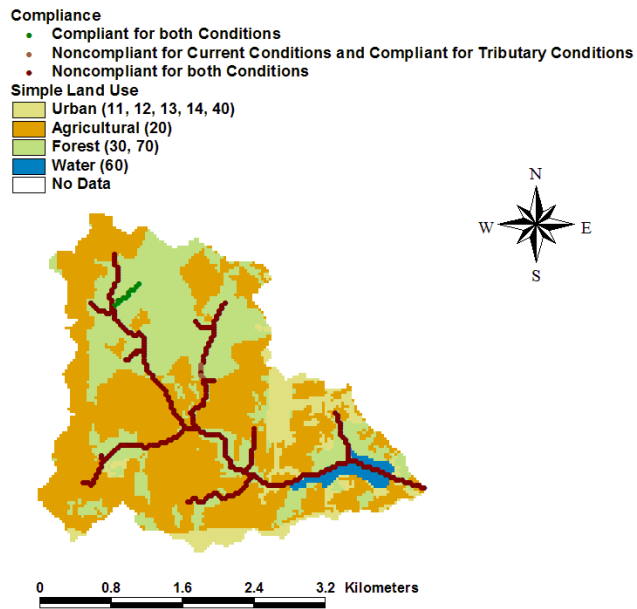 Compliance
Compliant for both Conditions
Noncompliant for Current Conditions and Compliant for Tributary Conditions
Noncompliant for both Conditions
Simple Land Use
Urban (11, 12, 13, 14, 40)
Agricultural (20)
Forest (30, 70)
Water (60)
No Data
N
W E
S
0 0.8 1.6 2.4 3.2 Kilometers